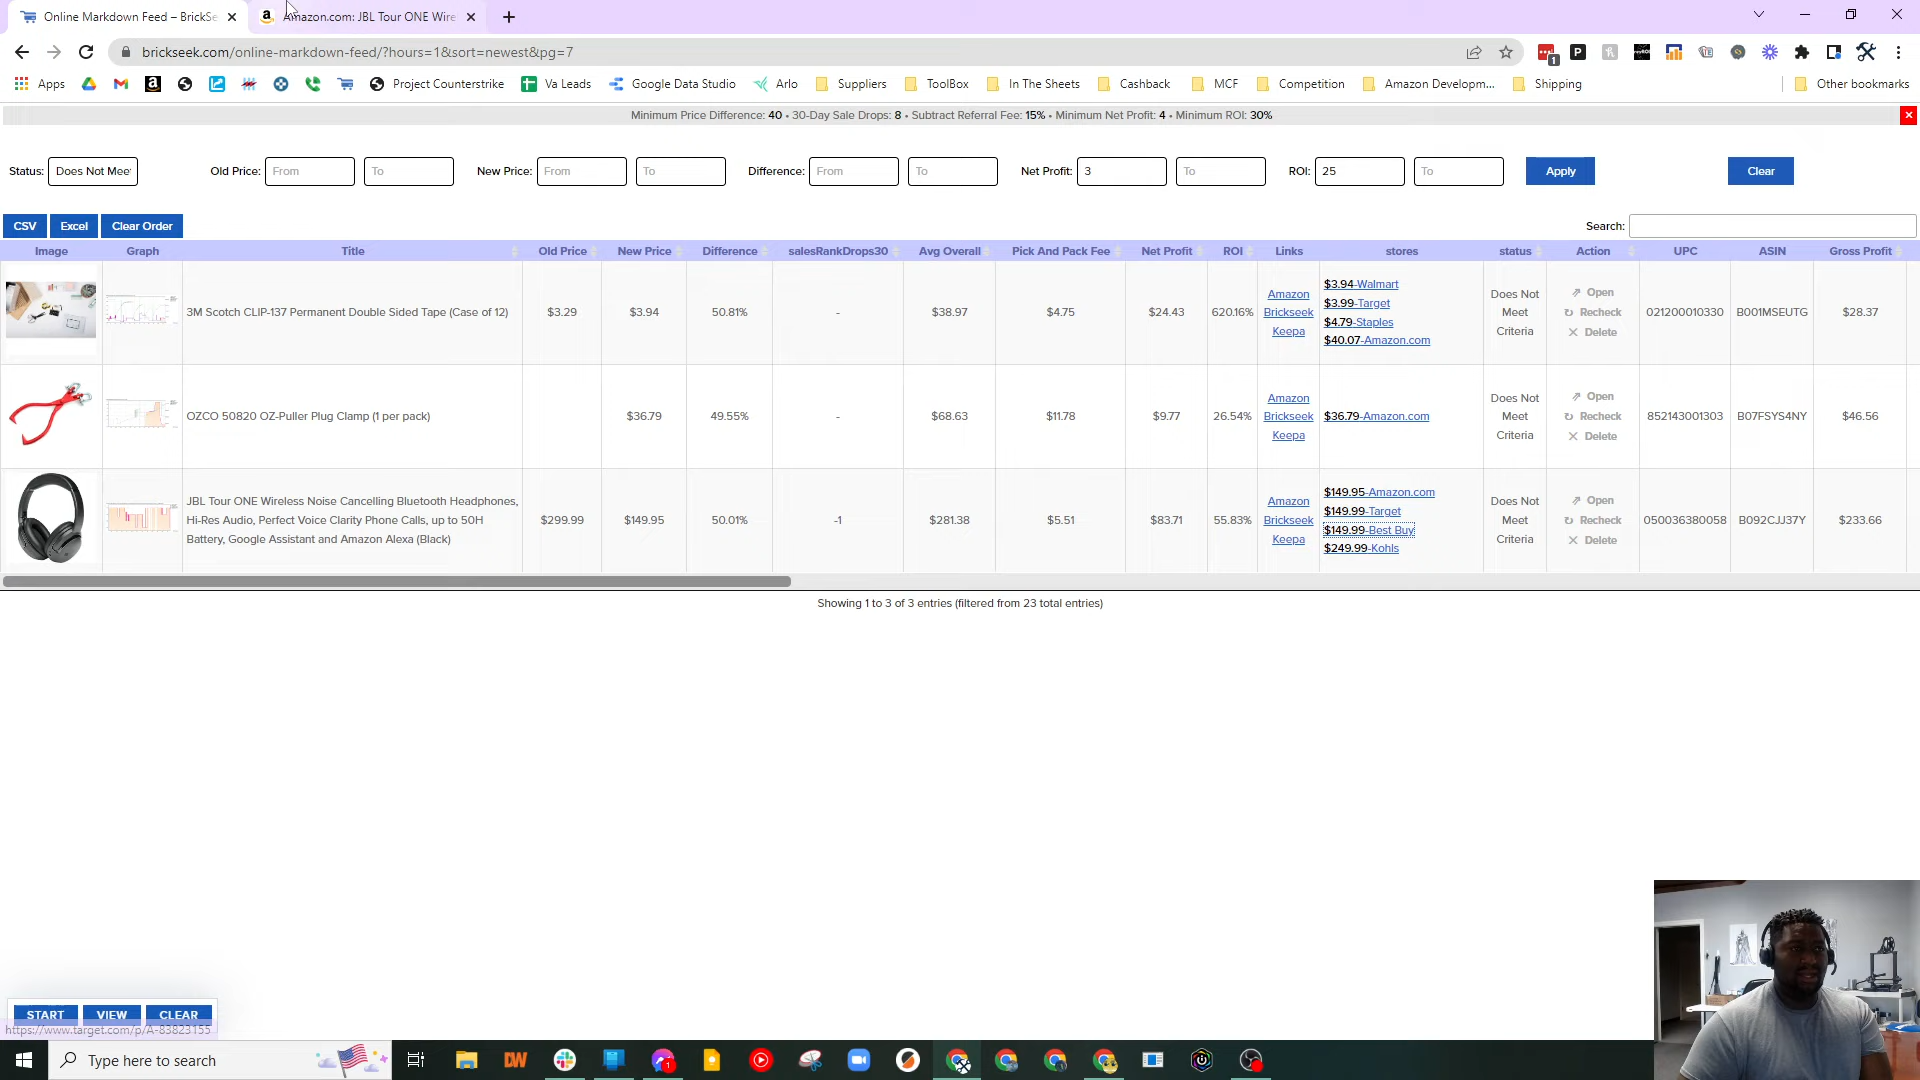 Online Markdown Feed – BrickSe
Amazon.com: JBL Tour ONE Wire
brickseek.com/online-markdown-feed/?hours=1&sort=newest&pg=7
Apps Project Counterstrike Va Leads Google Data Studio Arlo Suppliers ToolBox In The Sheets Cashback MCF Competition Amazon Developm... Shipping Other bookmarks
Minimum Price Difference: 40 • 30-Day Sale Drops: 8 • Subtract Referral Fee: 15% • Minimum Net Profit: 4 • Minimum ROI: 30%
Status: Does Not Mee Old Price: From To New Price: From To Difference: From To Net Profit: 3 To ROI: 25 To Apply Clear
CSV Excel Clear Order Search:
Image Graph Title Old Price New Price Difference salesRankDrops30 Avg Overall Pick And Pack Fee Net Profit ROI Links stores status Action UPC ASIN Gross Profit
3M Scotch CLIP-137 Permanent Double Sided Tape (Case of 12) $3.29 $3.94 50.81% - $38.97 $4.75 $24.43 620.16%
Amazon
Brickseek
Keepa
$3.94-Walmart
$3.99-Target
$4.79-Staples
$40.07-Amazon.com
Does Not
Meet
Criteria
Open
Recheck
Delete
021200010330 B001MSEUTG $28.37
OZCO 50820 OZ-Puller Plug Clamp (1 per pack) $36.79 49.55% - $68.63 $11.78 $9.77 26.54%
Amazon
Brickseek
Keepa
$36.79-Amazon.com
Does Not
Meet
Criteria
Open
Recheck
Delete
852143001303 B07FSYS4NY $46.56
JBL Tour ONE Wireless Noise Cancelling Bluetooth Headphones,
Hi-Res Audio, Perfect Voice Clarity Phone Calls, up to 50H
Battery, Google Assistant and Amazon Alexa (Black)
$299.99 $149.95 50.01% -1 $281.38 $5.51 $83.71 55.83%
Amazon
Brickseek
Keepa
$149.95-Amazon.com
$149.99-Target
$149.99-Best Buy
$249.99-Kohls
Does Not
Meet
Criteria
Open
Recheck
Delete
050036380058 B092CJJ37Y $233.66
Showing 1 to 3 of 3 entries (filtered from 23 total entries)
START VIEW CLEAR
https://www.target.com/p/A-83823155
Type here to search